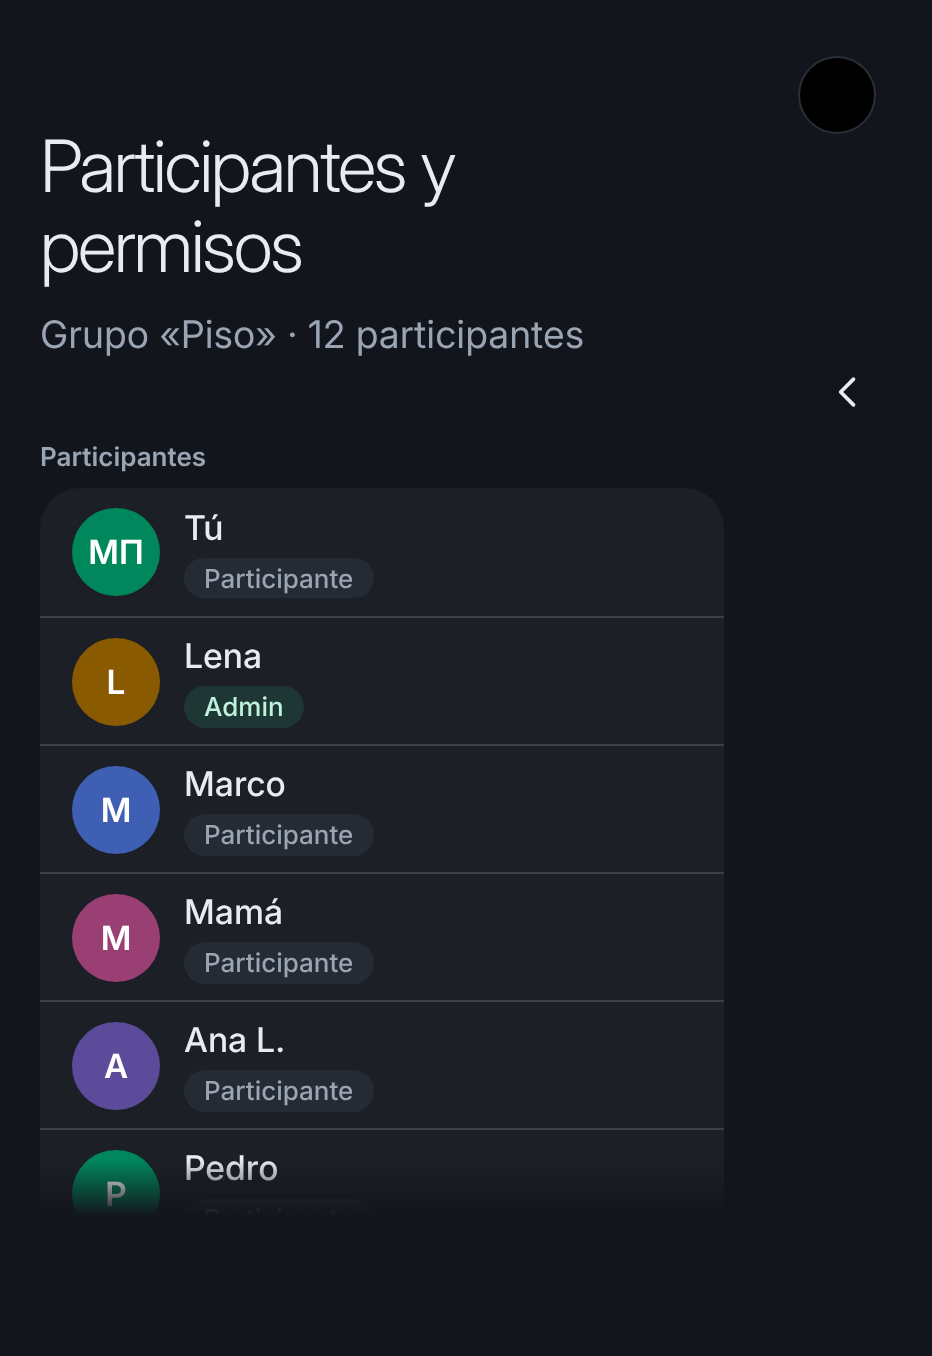 Participantes y
permisos
Grupo «Piso» · 12 participantes
Participantes
МП
Tú
Participante
L
Lena
Admin
M
Marco
Participante
M
Mamá
Participante
A
Ana L.
Participante
P
Pedro